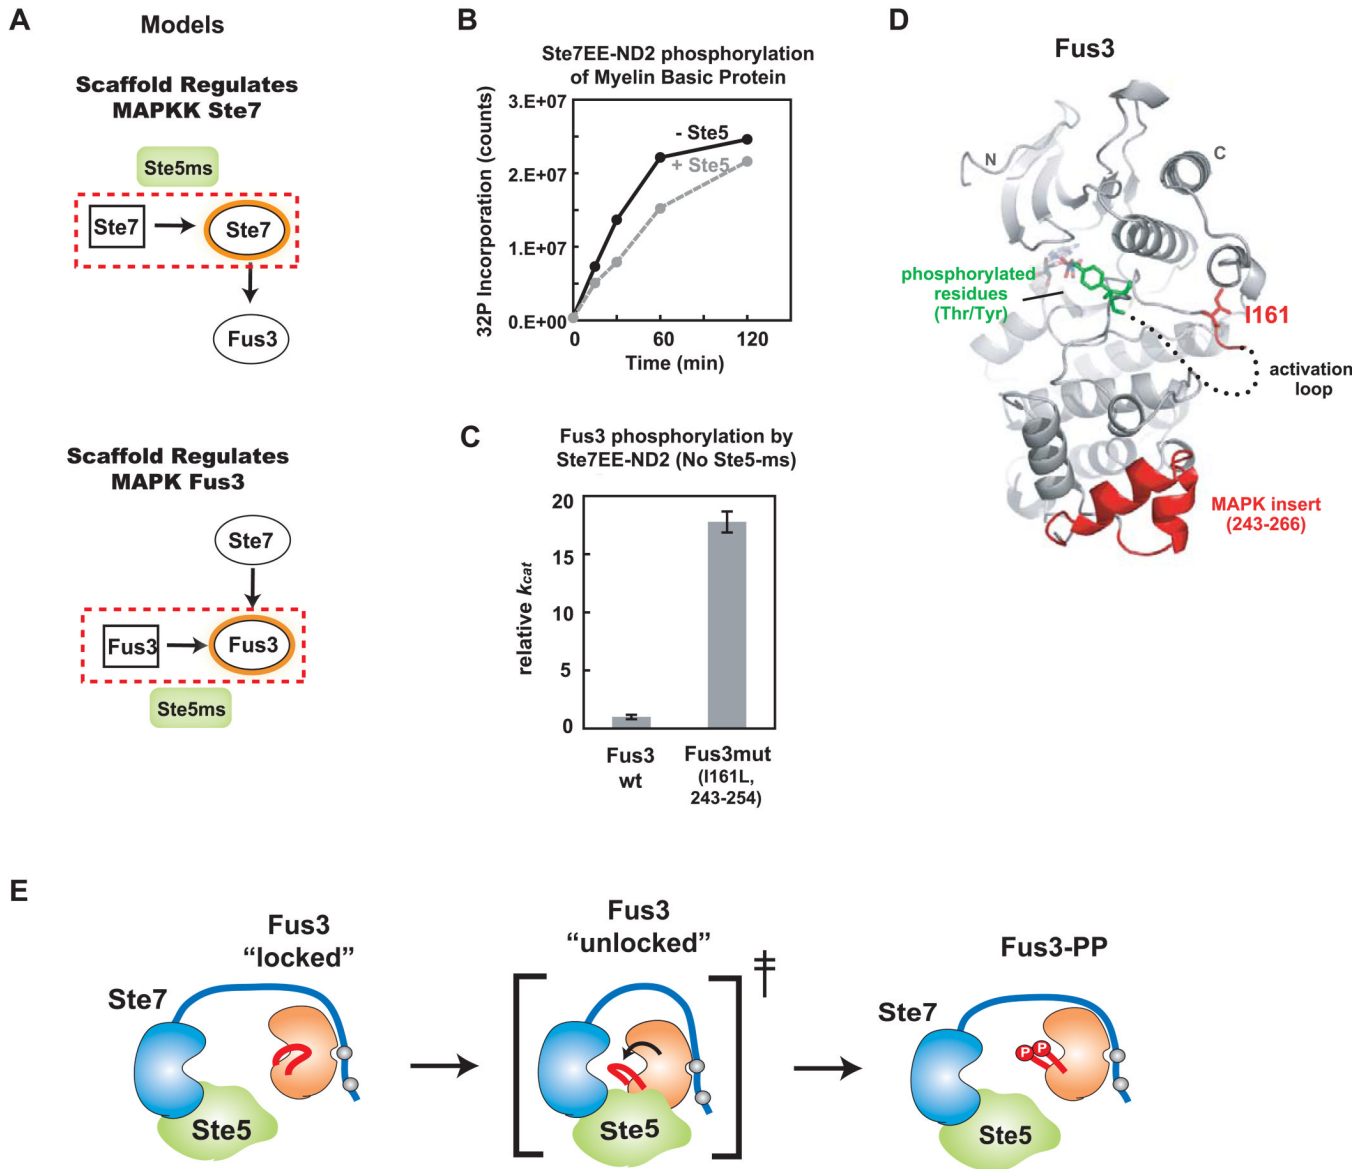 A
Models
Scaffold Regulates
MAPKK Ste7
Ste5ms
Ste7
Ste7
Fus3
Scaffold Regulates
MAPK Fus3
Ste7
Fus3
Fus3
Ste5ms
B
Ste7EE-ND2 phosphorylation
of Myelin Basic Protein
32P Incorporation (counts)
3.E+07
2.E+07
1.E+07
0.E+00
- Ste5
+ Ste5
0
60
120
Time (min)
C
Fus3 phosphorylation by
Ste7EE-ND2 (No Ste5-ms)
relative kcat
20
15
10
5
0
Fus3
wt
Fus3mut
(I161L,
243-254)
D
Fus3
N
C
phosphorylated
residues
(Thr/Tyr)
I161
activation
loop
MAPK insert
(243-266)
E
Fus3
“locked”
Ste7
Ste5
Fus3
“unlocked”
‡
Ste5
Fus3-PP
Ste7
P
P
Ste5